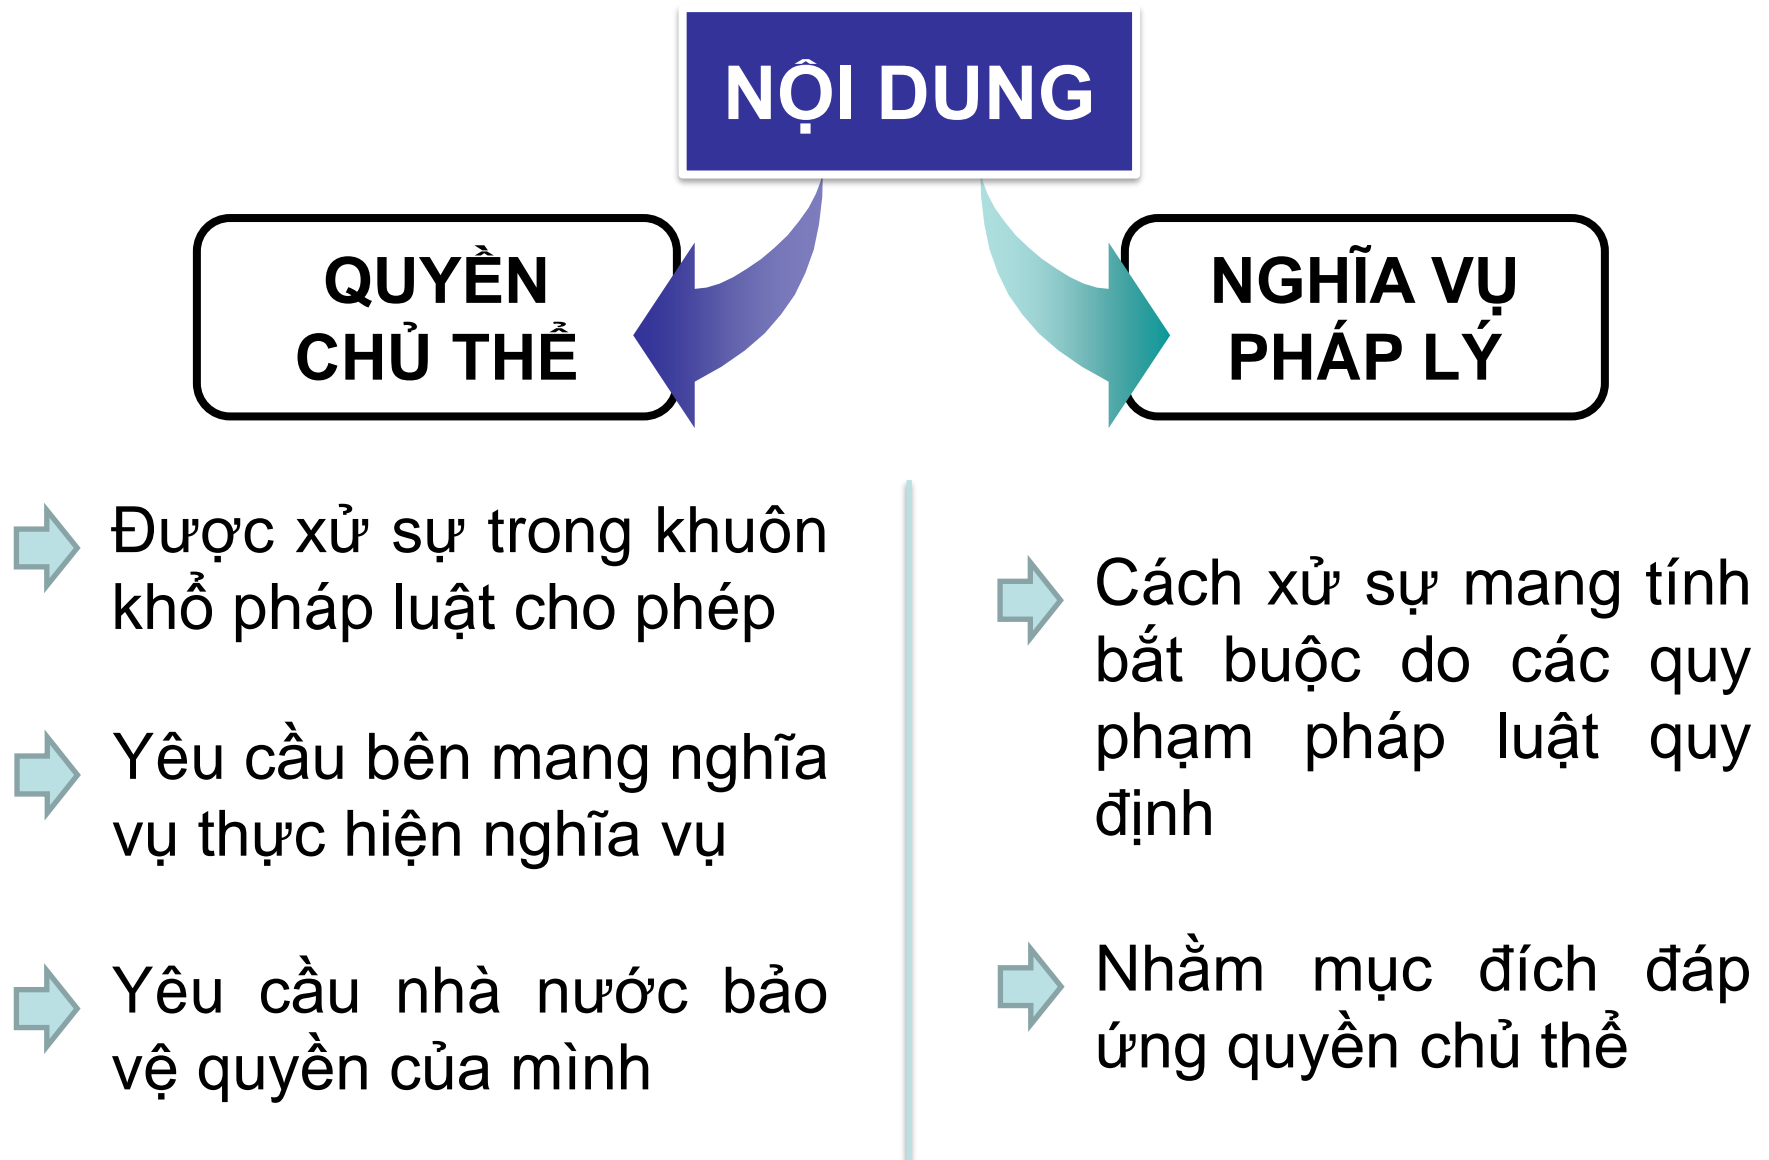 NỘI DUNG
QUYỀN
CHỦ THỂ
NGHĨA VỤ
PHÁP LÝ
Được xử sự trong khuôn
khổ pháp luật cho phép
Yêu cầu bên mang nghĩa
vụ thực hiện nghĩa vụ
Yêu cầu nhà nước bảo
vệ quyền của mình
Cách xử sự mang tính
bắt buộc do các quy
phạm pháp luật quy
định
Nhằm mục đích đáp
ứng quyền chủ thể